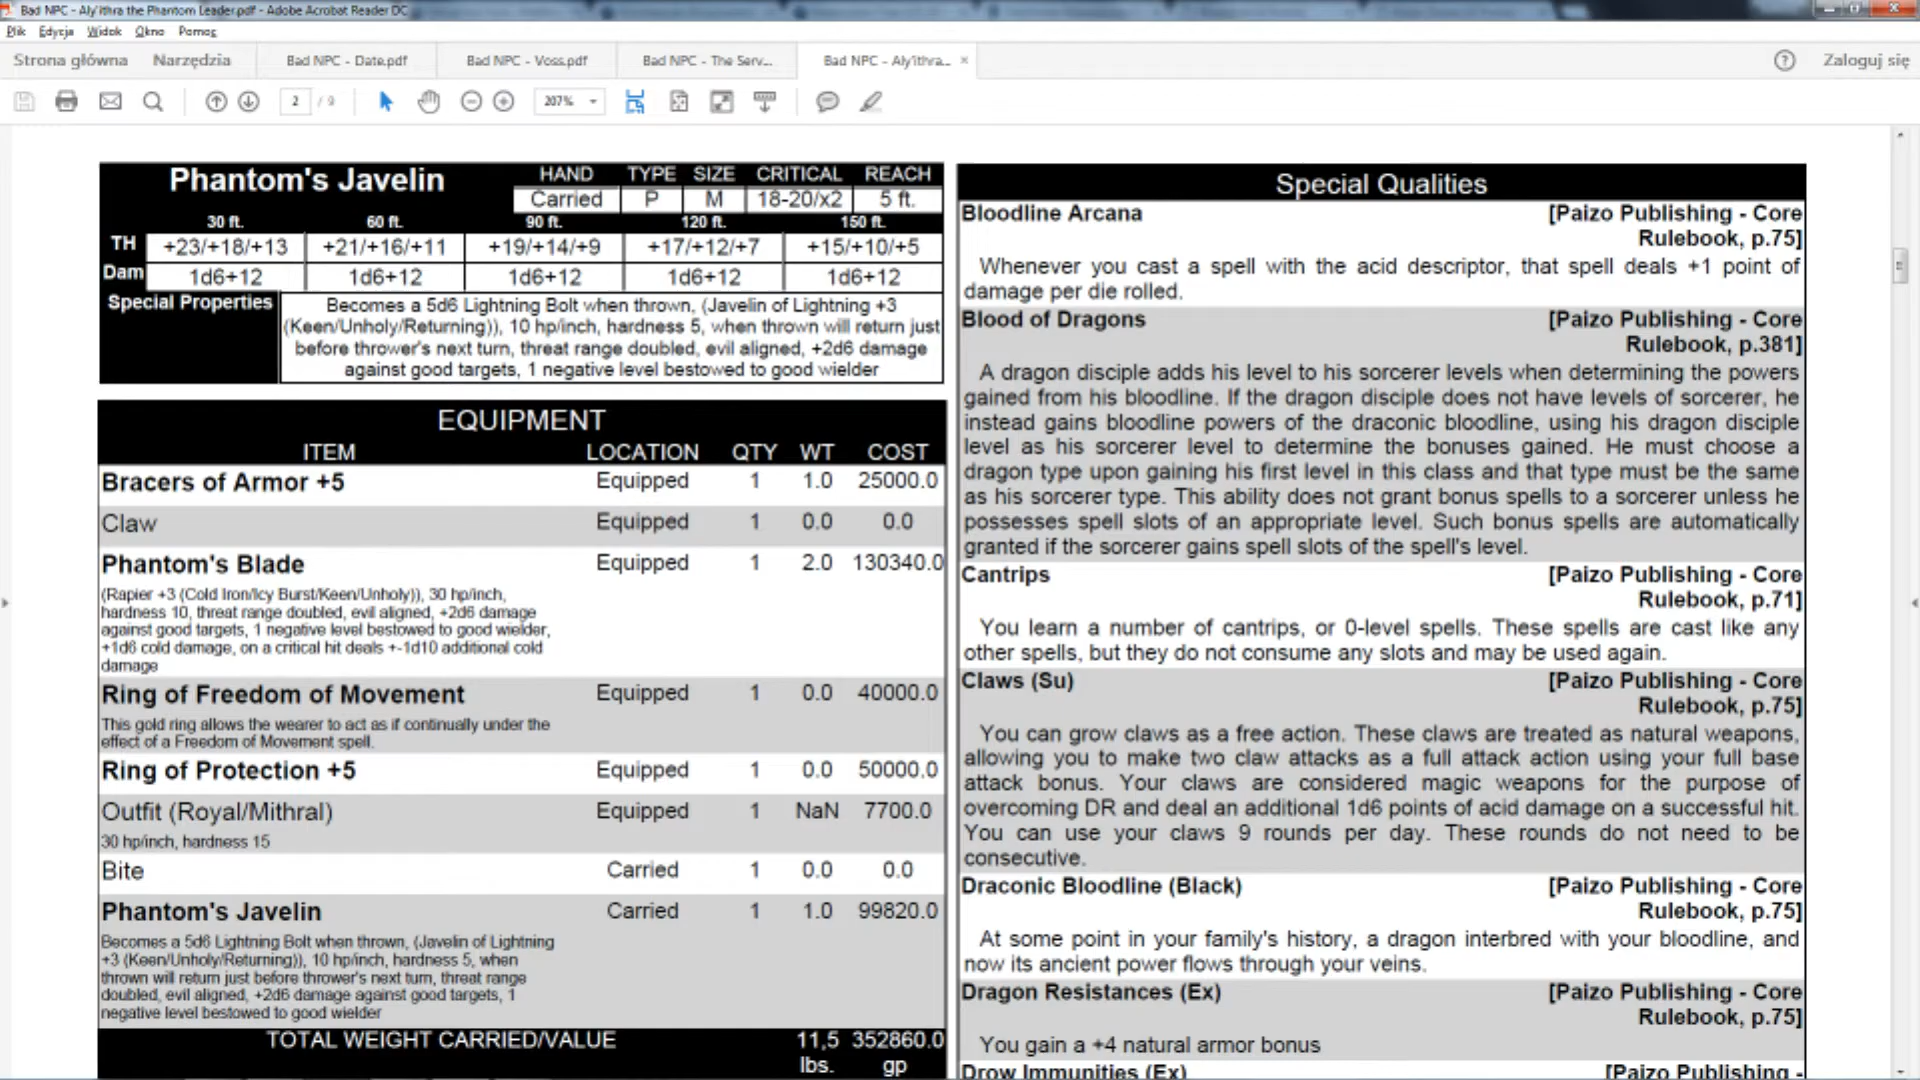 Bad NPC - Aly'ithra the Phantom Leader.pdf - Adobe Acrobat Reader DC
Plik Edycja Widok Okno Pomoc
Strona główna Narzędzia Bad NPC - Date.pdf Bad NPC - Voss.pdf Bad NPC - The Serv... Bad NPC - Aly'ithra... × Zaloguj się
2 / 9 207%
Phantom's Javelin HAND TYPE SIZE CRITICAL REACH
Carried P M 18-20/x2 5 ft.
30 ft. 60 ft. 90 ft. 120 ft. 150 ft.
TH +23/+18/+13 +21/+16/+11 +19/+14/+9 +17/+12/+7 +15/+10/+5
Dam 1d6+12 1d6+12 1d6+12 1d6+12 1d6+12
Special Properties Becomes a 5d6 Lightning Bolt when thrown, (Javelin of Lightning +3
(Keen/Unholy/Returning)), 10 hp/inch, hardness 5, when thrown will return just
before thrower's next turn, threat range doubled, evil aligned, +2d6 damage
against good targets, 1 negative level bestowed to good wielder
EQUIPMENT
ITEM LOCATION QTY WT COST
Bracers of Armor +5 Equipped 1 1.0 25000.0
Claw Equipped 1 0.0 0.0
Phantom's Blade Equipped 1 2.0 130340.0
(Rapier +3 (Cold Iron/Icy Burst/Keen/Unholy)), 30 hp/inch,
hardness 10, threat range doubled, evil aligned, +2d6 damage
against good targets, 1 negative level bestowed to good wielder,
+1d6 cold damage, on a critical hit deals +-1d10 additional cold
damage
Ring of Freedom of Movement Equipped 1 0.0 40000.0
This gold ring allows the wearer to act as if continually under the
effect of a Freedom of Movement spell.
Ring of Protection +5 Equipped 1 0.0 50000.0
Outfit (Royal/Mithral) Equipped 1 NaN 7700.0
30 hp/inch, hardness 15
Bite Carried 1 0.0 0.0
Phantom's Javelin Carried 1 1.0 99820.0
Becomes a 5d6 Lightning Bolt when thrown, (Javelin of Lightning
+3 (Keen/Unholy/Returning)), 10 hp/inch, hardness 5, when
thrown will return just before thrower's next turn, threat range
doubled, evil aligned, +2d6 damage against good targets, 1
negative level bestowed to good wielder
TOTAL WEIGHT CARRIED/VALUE 11,5 352860.0
lbs. gp
Special Qualities
Bloodline Arcana [Paizo Publishing - Core
Rulebook, p.75]
Whenever you cast a spell with the acid descriptor, that spell deals +1 point of
damage per die rolled.
Blood of Dragons [Paizo Publishing - Core
Rulebook, p.381]
A dragon disciple adds his level to his sorcerer levels when determining the powers
gained from his bloodline. If the dragon disciple does not have levels of sorcerer, he
instead gains bloodline powers of the draconic bloodline, using his dragon disciple
level as his sorcerer level to determine the bonuses gained. He must choose a
dragon type upon gaining his first level in this class and that type must be the same
as his sorcerer type. This ability does not grant bonus spells to a sorcerer unless he
possesses spell slots of an appropriate level. Such bonus spells are automatically
granted if the sorcerer gains spell slots of the spell's level.
Cantrips [Paizo Publishing - Core
Rulebook, p.71]
You learn a number of cantrips, or 0-level spells. These spells are cast like any
other spells, but they do not consume any slots and may be used again.
Claws (Su) [Paizo Publishing - Core
Rulebook, p.75]
You can grow claws as a free action. These claws are treated as natural weapons,
allowing you to make two claw attacks as a full attack action using your full base
attack bonus. Your claws are considered magic weapons for the purpose of
overcoming DR and deal an additional 1d6 points of acid damage on a successful hit.
You can use your claws 9 rounds per day. These rounds do not need to be
consecutive.
Draconic Bloodline (Black) [Paizo Publishing - Core
Rulebook, p.75]
At some point in your family's history, a dragon interbred with your bloodline, and
now its ancient power flows through your veins.
Dragon Resistances (Ex) [Paizo Publishing - Core
Rulebook, p.75]
You gain a +4 natural armor bonus
Drow Immunities (Ex) [Paizo Publishing -